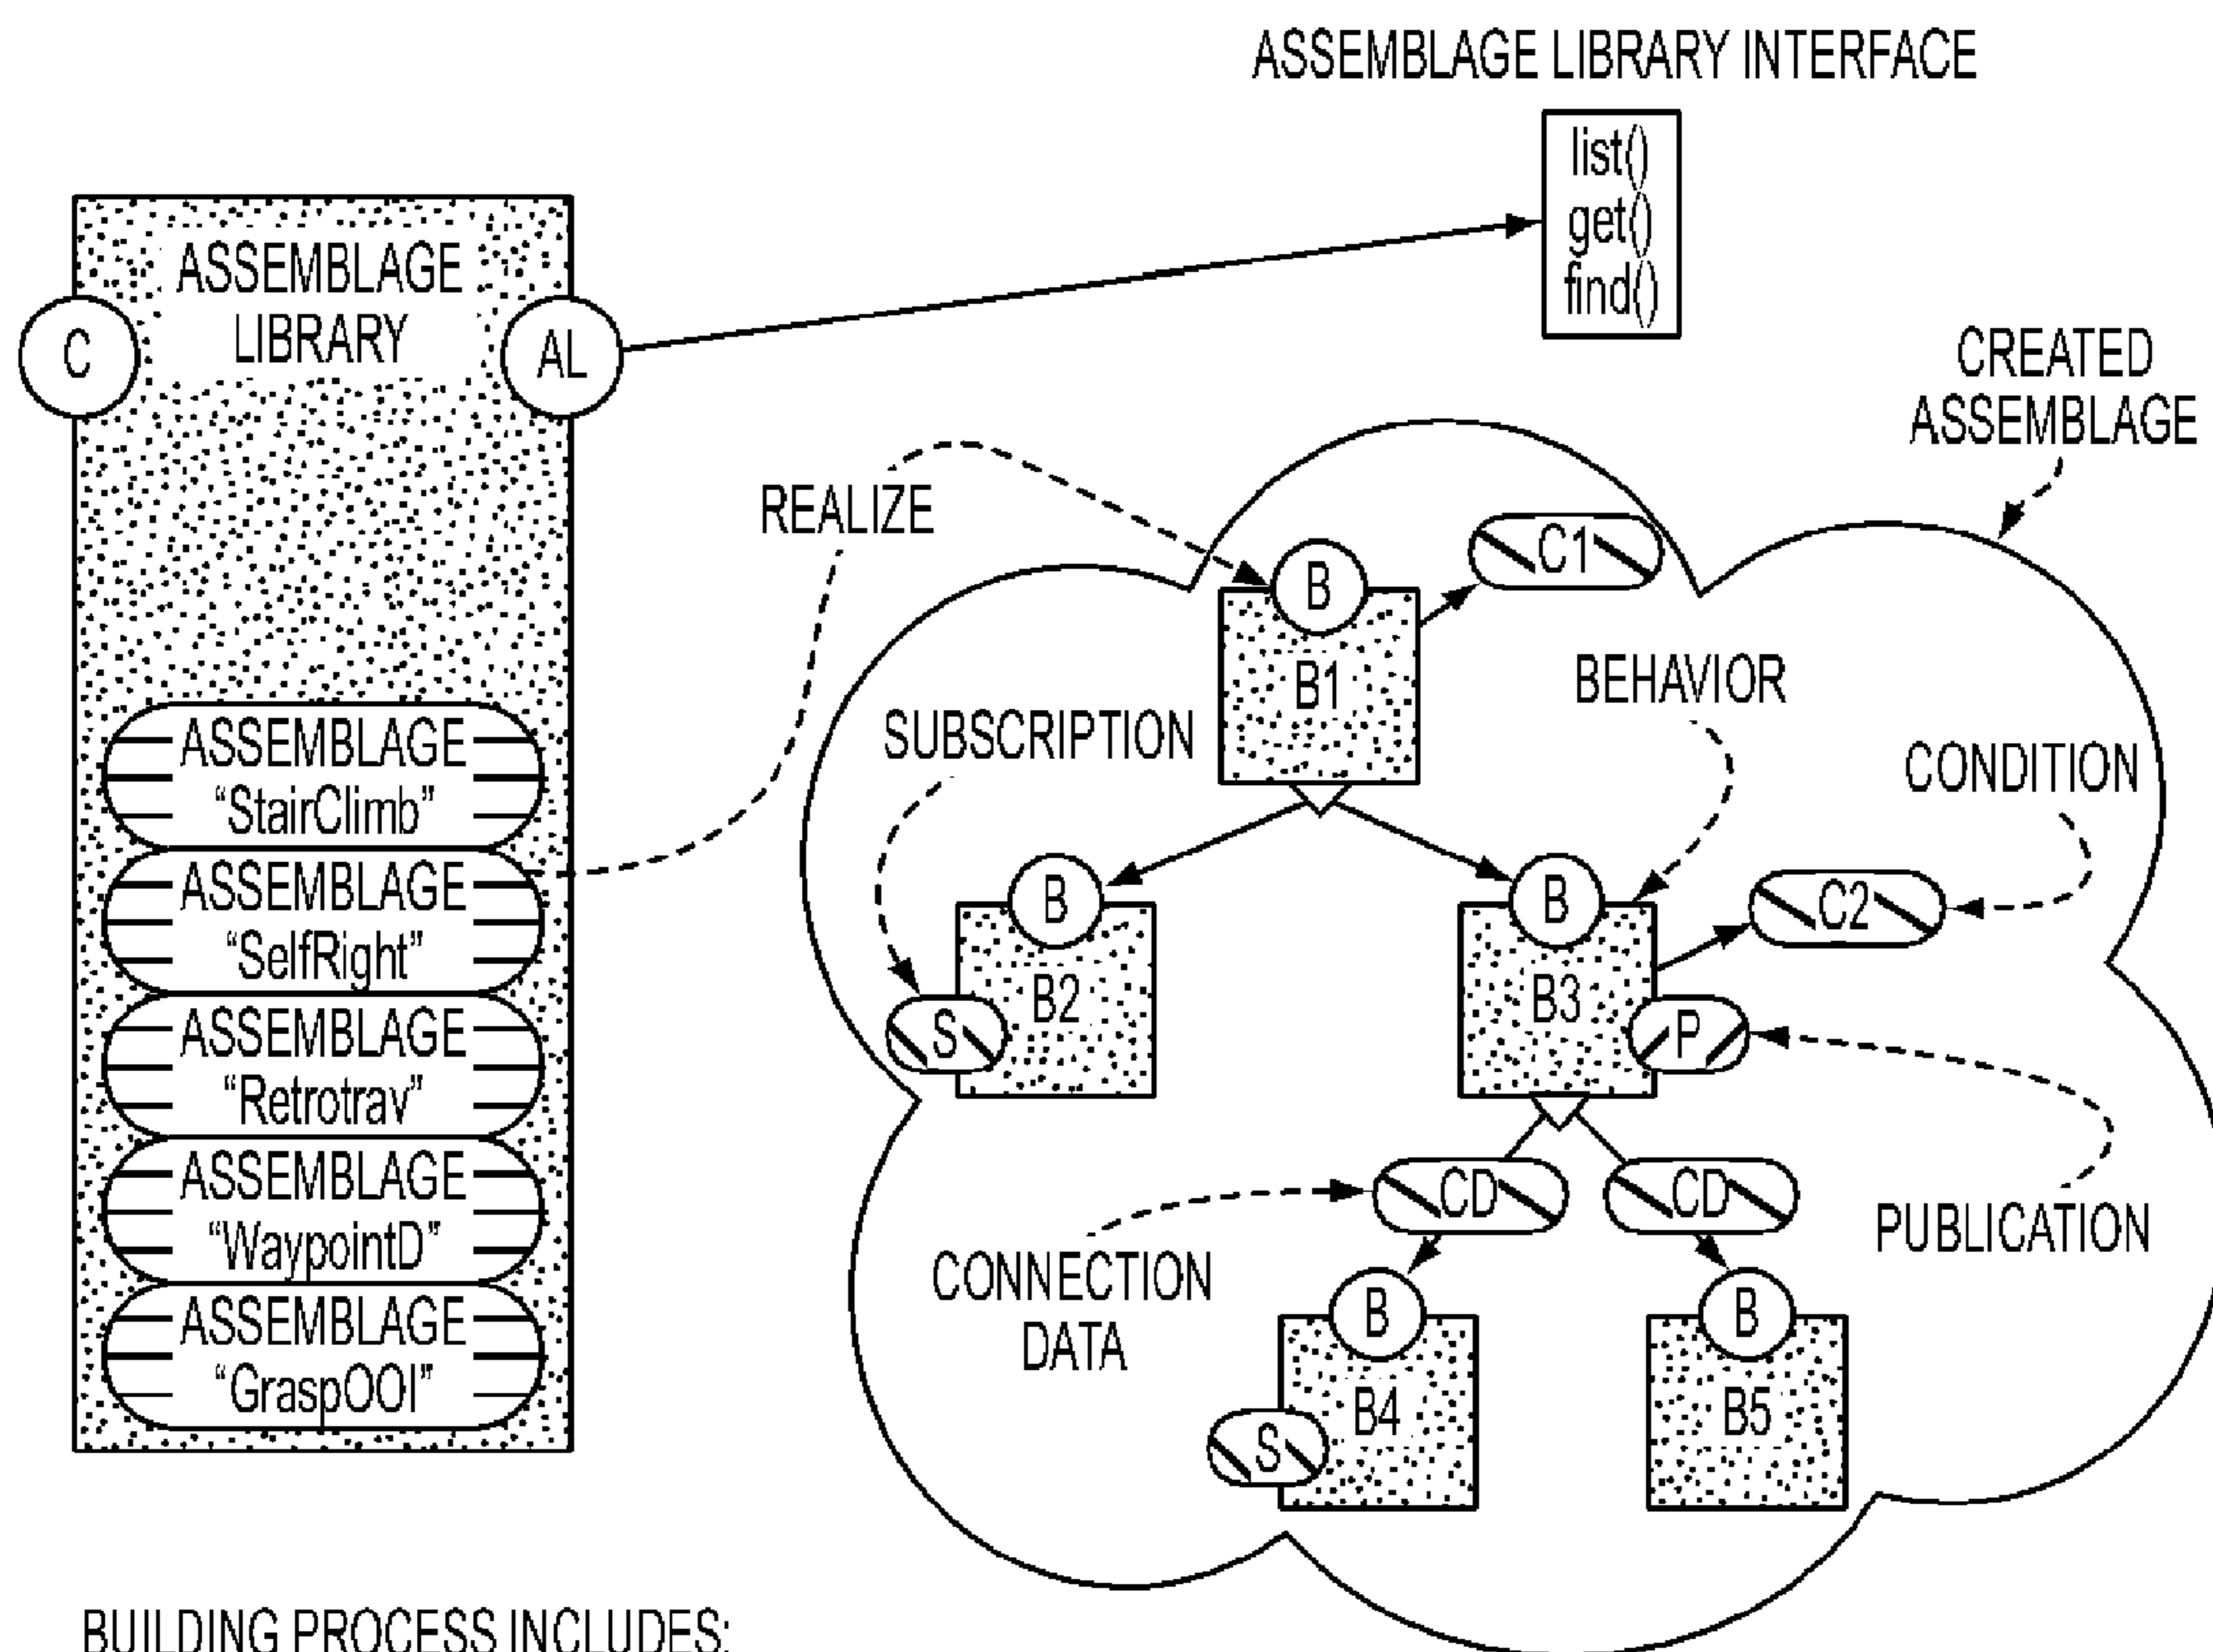 ASSEMBLAGE LIBRARY INTERFACE
list()
get()
find()
ASSEMBLAGE
LIBRARY
C
AL
CREATED
ASSEMBLAGE
REALIZE
C1
B
B1
BEHAVIOR
SUBSCRIPTION
CONDITION
ASSEMBLAGE
“StairClimb”
ASSEMBLAGE
“SelfRight”
ASSEMBLAGE
“Retrotrav”
ASSEMBLAGE
“WaypointD”
ASSEMBLAGE
“GraspOOI”
B
B2
S
B
B3
C2
P
CD
CD
PUBLICATION
CONNECTION
DATA
B
B4
S
B
B5
BUILDING PROCESS INCLUDES: